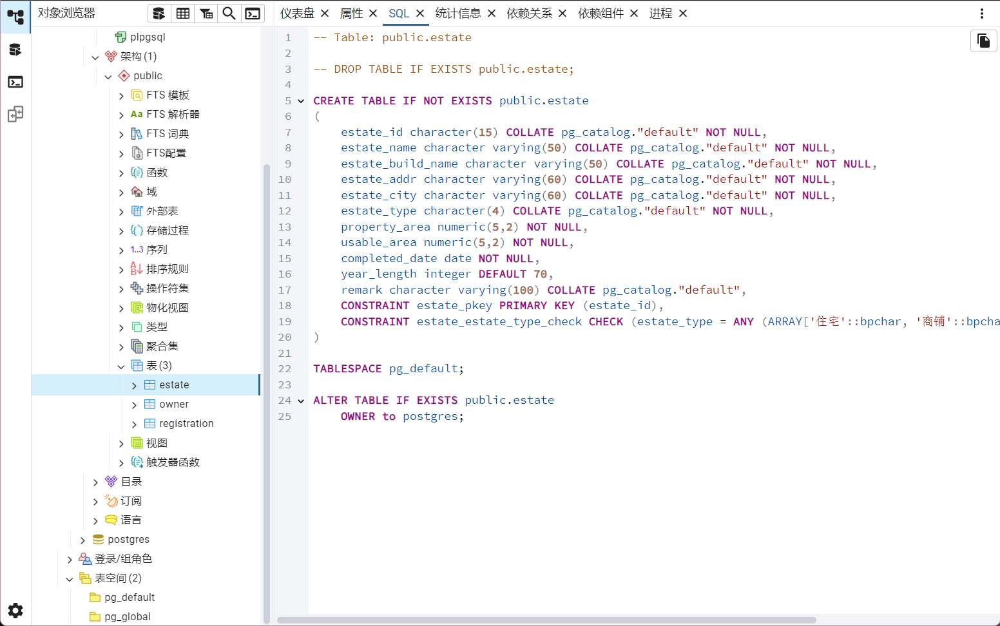 对象浏览器
仪表盘
属性
SQL
统计信息
依赖关系
依赖组件
进程
plpgsql
架构 (1)
public
FTS 模板
Aa FTS 解析器
FTS 词典
FTS配置
函数
域
外部表
存储过程
1..3 序列
排序规则
操作符集
物化视图
类型
聚合集
表 (3)
estate
owner
registration
视图
触发器函数
目录
订阅
语言
postgres
登录/组角色
表空间 (2)
pg_default
pg_global
1 -- Table: public.estate
2
3 -- DROP TABLE IF EXISTS public.estate;
4
5 CREATE TABLE IF NOT EXISTS public.estate
6 (
7 estate_id character(15) COLLATE pg_catalog."default" NOT NULL,
8 estate_name character varying(50) COLLATE pg_catalog."default" NOT NULL,
9 estate_build_name character varying(50) COLLATE pg_catalog."default" NOT NULL,
10 estate_addr character varying(60) COLLATE pg_catalog."default" NOT NULL,
11 estate_city character varying(60) COLLATE pg_catalog."default" NOT NULL,
12 estate_type character(4) COLLATE pg_catalog."default" NOT NULL,
13 property_area numeric(5,2) NOT NULL,
14 usable_area numeric(5,2) NOT NULL,
15 completed_date date NOT NULL,
16 year_length integer DEFAULT 70,
17 remark character varying(100) COLLATE pg_catalog."default",
18 CONSTRAINT estate_pkey PRIMARY KEY (estate_id),
19 CONSTRAINT estate_estate_type_check CHECK (estate_type = ANY (ARRAY['住宅'::bpchar, '商铺'::bpcha
20 )
21
22 TABLESPACE pg_default;
23
24 ALTER TABLE IF EXISTS public.estate
25 OWNER to postgres;